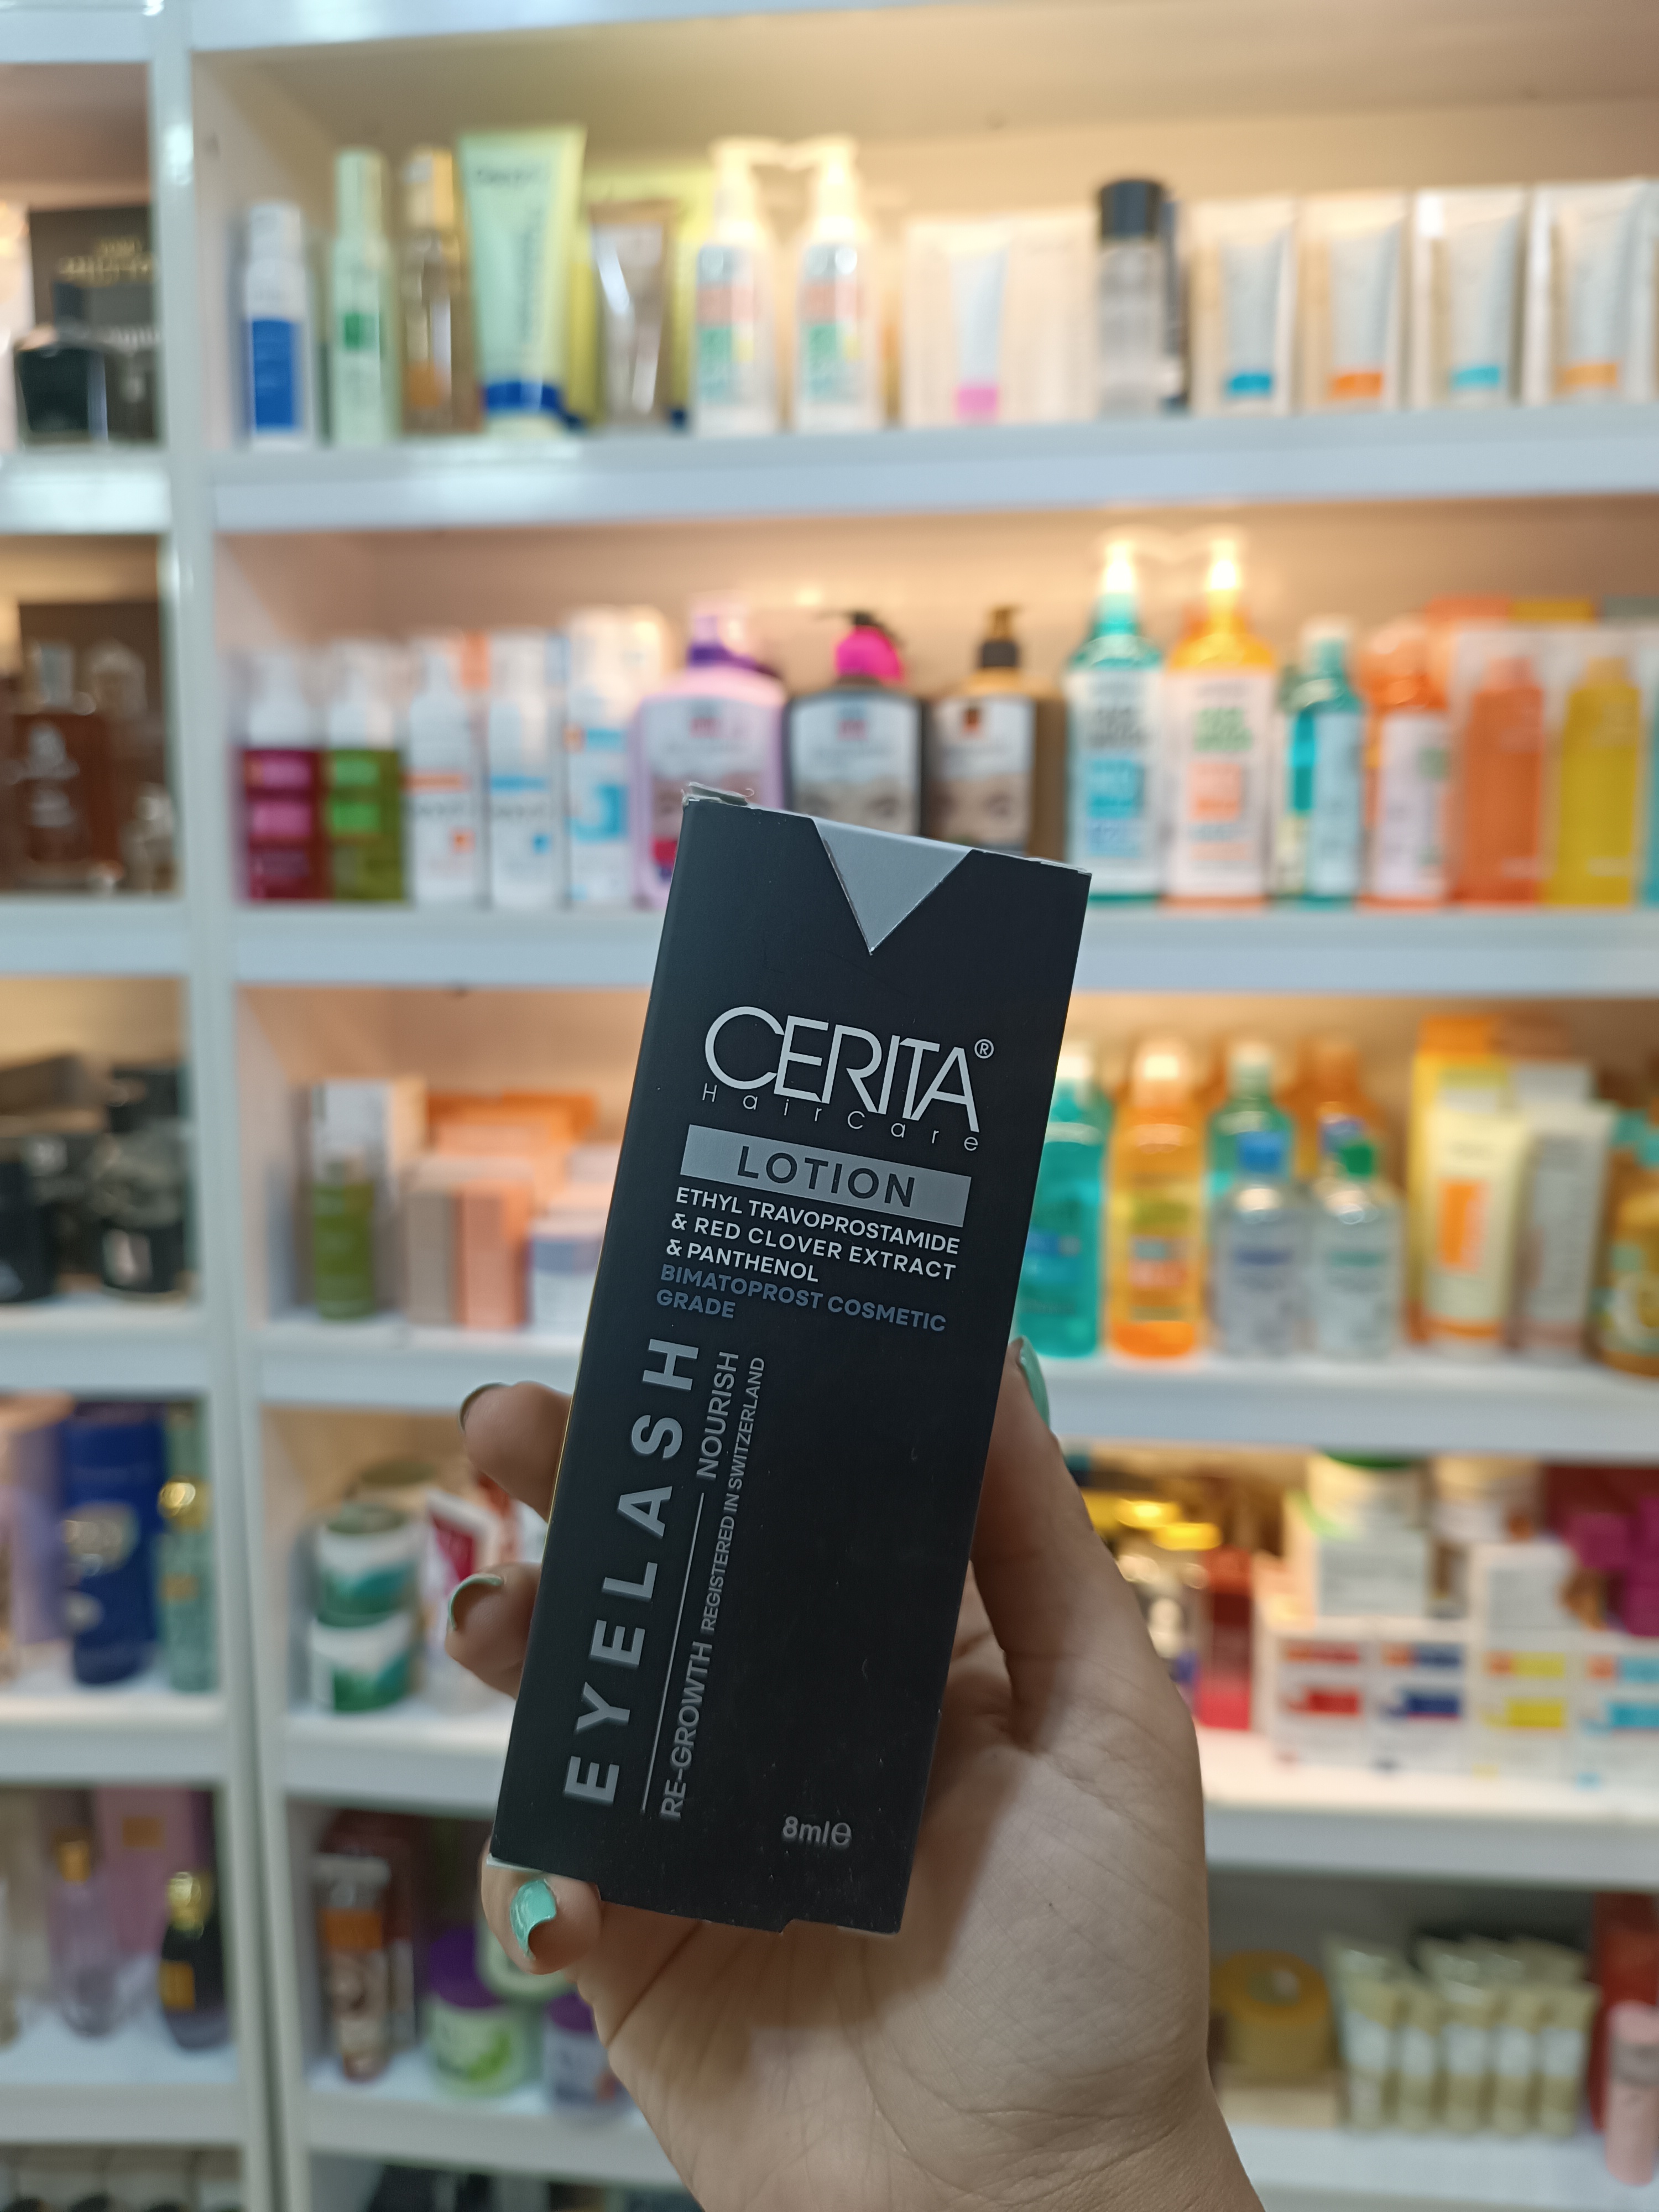 CERITA®
HairCare
LOTION
ETHYL TRAVOPROSTAMIDE
& RED CLOVER EXTRACT
& PANTHENOL
BIMATOPROST COSMETIC
GRADE
EYELASH
RE-GROWTH NOURISH
REGISTERED IN SWITZERLAND
8ml℮